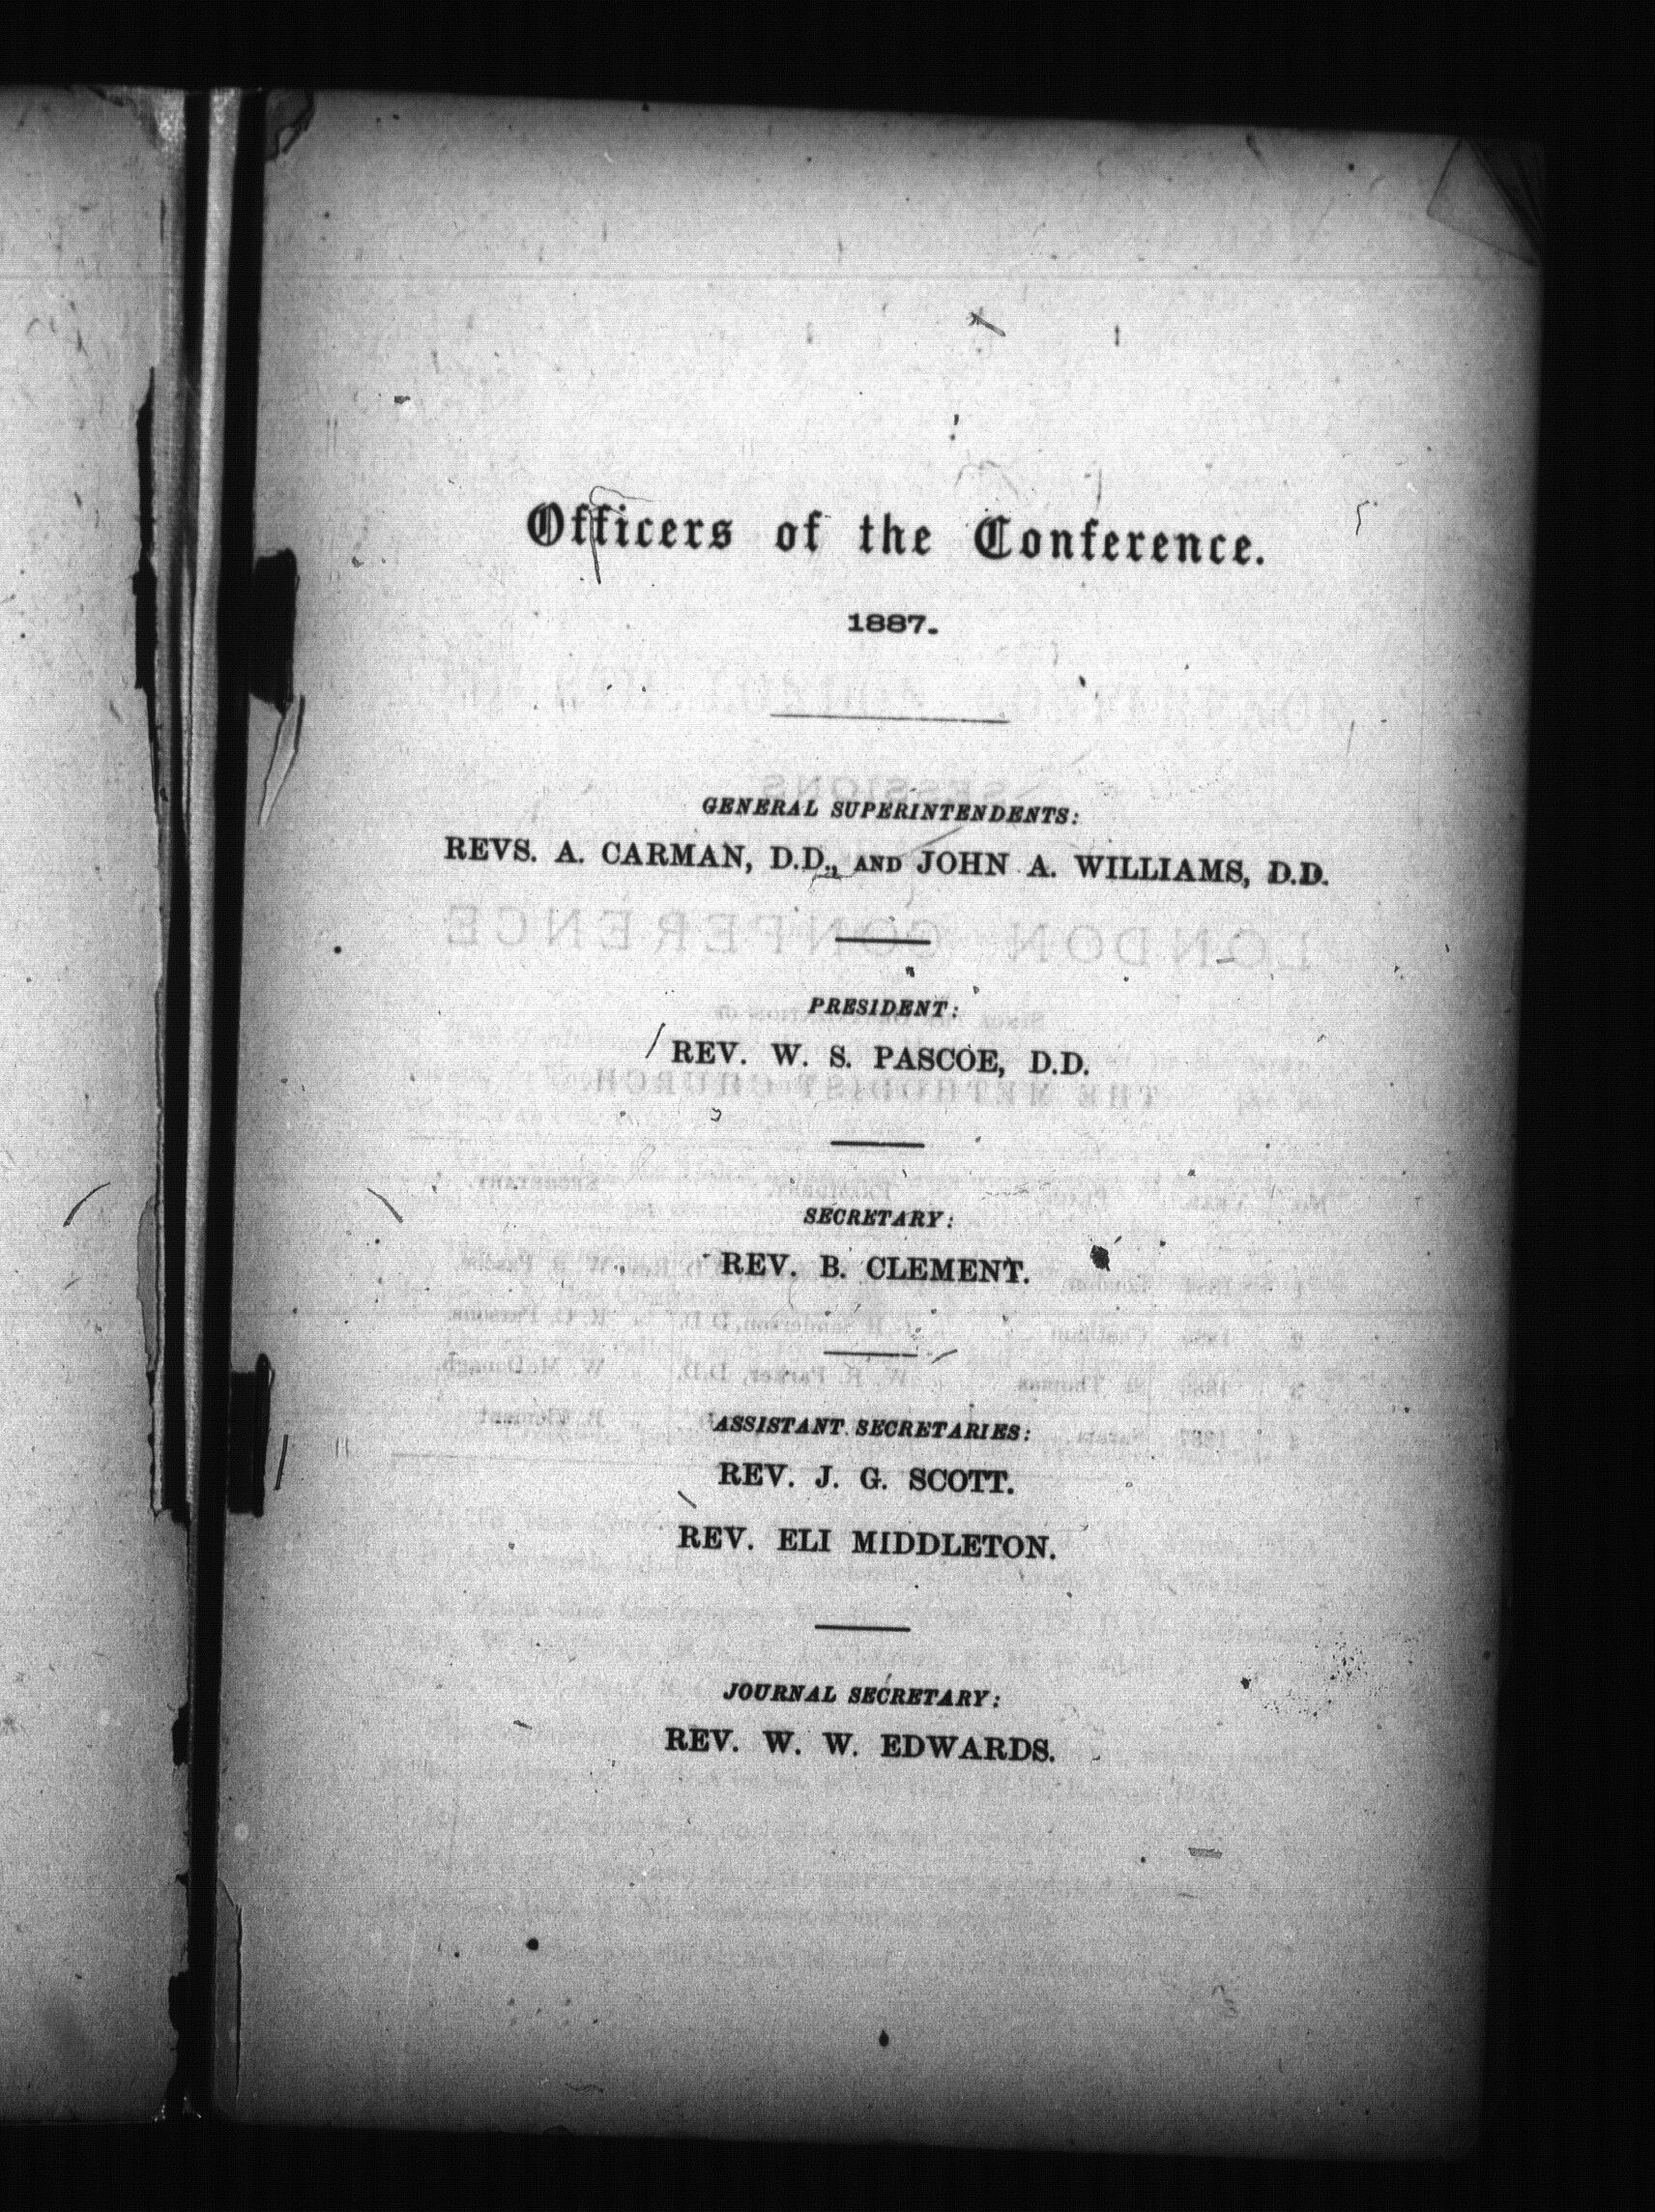 Officers of the Conference.
1887.
GENERAL SUPERINTENDENTS:
REVS. A. CARMAN, D.D., AND JOHN A. WILLIAMS, D.D.
PRESIDENT:
REV. W. S. PASCOE, D.D.
SECRETARY:
REV. B. CLEMENT.
ASSISTANT SECRETARIES:
REV. J. G. SCOTT.
REV. ELI MIDDLETON.
JOURNAL SECRETARY:
REV. W. W. EDWARDS.